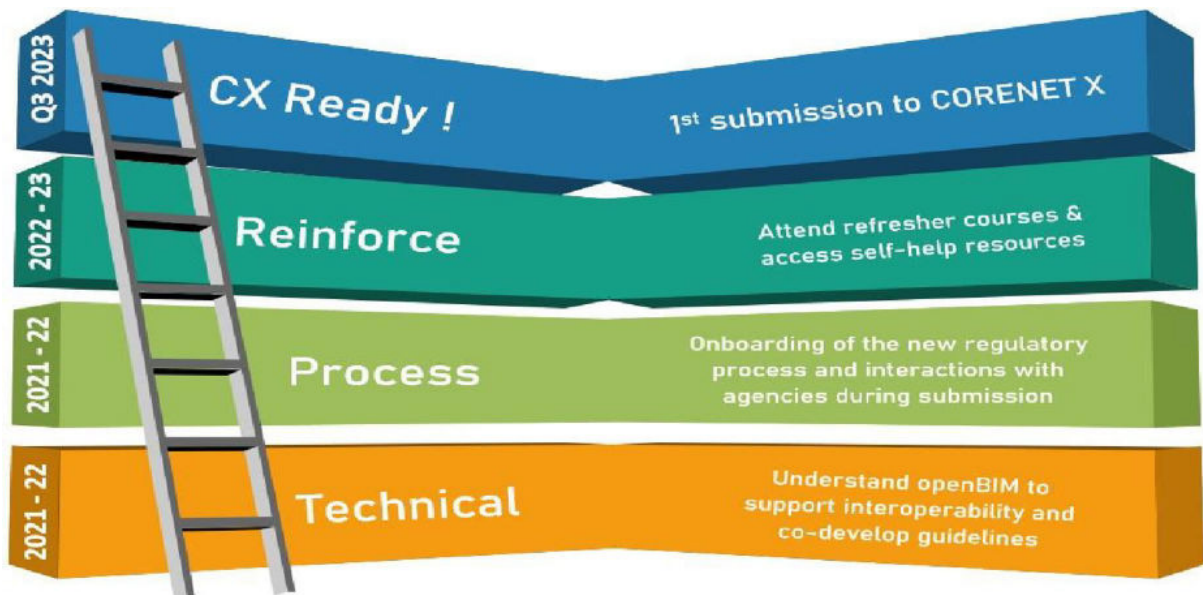 Q3 2023
CX Ready !
1st submission to CORENET X
2022 - 23
Reinforce
Attend refresher courses &
access self-help resources
2021 - 22
Process
Onboarding of the new regulatory
process and interactions with
agencies during submission
2021 - 22
Technical
Understand openBIM to
support interoperability and
co-develop guidelines